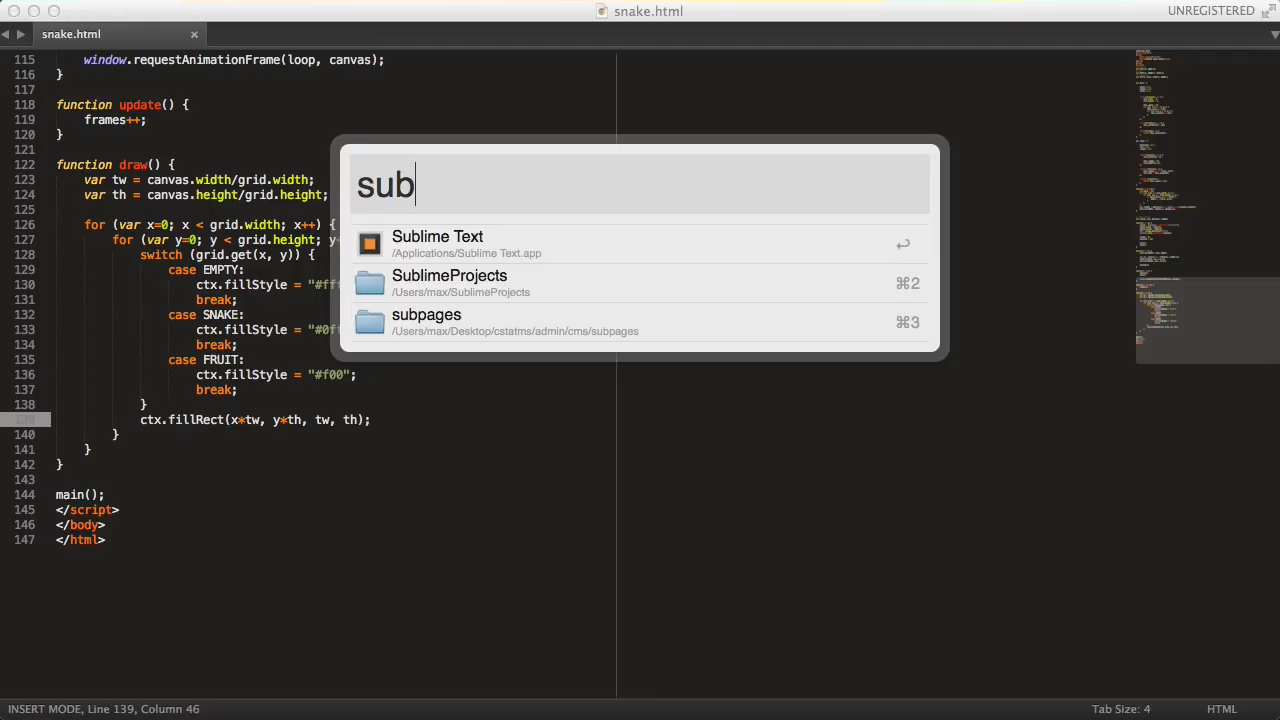 snake.html
UNREGISTERED
snake.html ×
115 window.requestAnimationFrame(loop, canvas);
116 }
117
118 function update() {
119 frames++;
120 }
121
122 function draw() {
123 var tw = canvas.width/grid.width;
124 var th = canvas.height/grid.height;
125
126 for (var x=0; x < grid.width; x++) {
127 for (var y=0; y < grid.height; y
128 switch (grid.get(x, y)) {
129 case EMPTY:
130 ctx.fillStyle = "#fff
131 break;
132 case SNAKE:
133 ctx.fillStyle = "#0f
134 break;
135 case FRUIT:
136 ctx.fillStyle = "#f00";
137 break;
138 }
139 ctx.fillRect(x*tw, y*th, tw, th);
140 }
141 }
142 }
143
144 main();
145 </script>
146 </body>
147 </html>
sub
Sublime Text
/Applications/Sublime Text.app
↩
SublimeProjects
/Users/max/SublimeProjects
⌘2
subpages
/Users/max/Desktop/cstatms/admin/cms/subpages
⌘3
INSERT MODE, Line 139, Column 46
Tab Size: 4
HTML